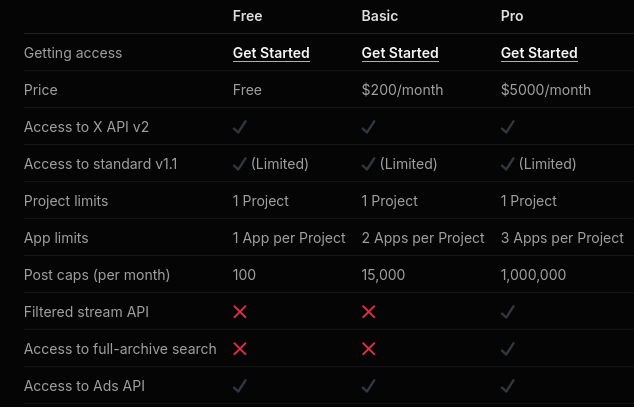 Free Basic Pro
Getting access Get Started Get Started Get Started
Price Free $200/month $5000/month
Access to X API v2
Access to standard v1.1 (Limited) (Limited) (Limited)
Project limits 1 Project 1 Project 1 Project
App limits 1 App per Project 2 Apps per Project 3 Apps per Project
Post caps (per month) 100 15,000 1,000,000
Filtered stream API
Access to full-archive search
Access to Ads API